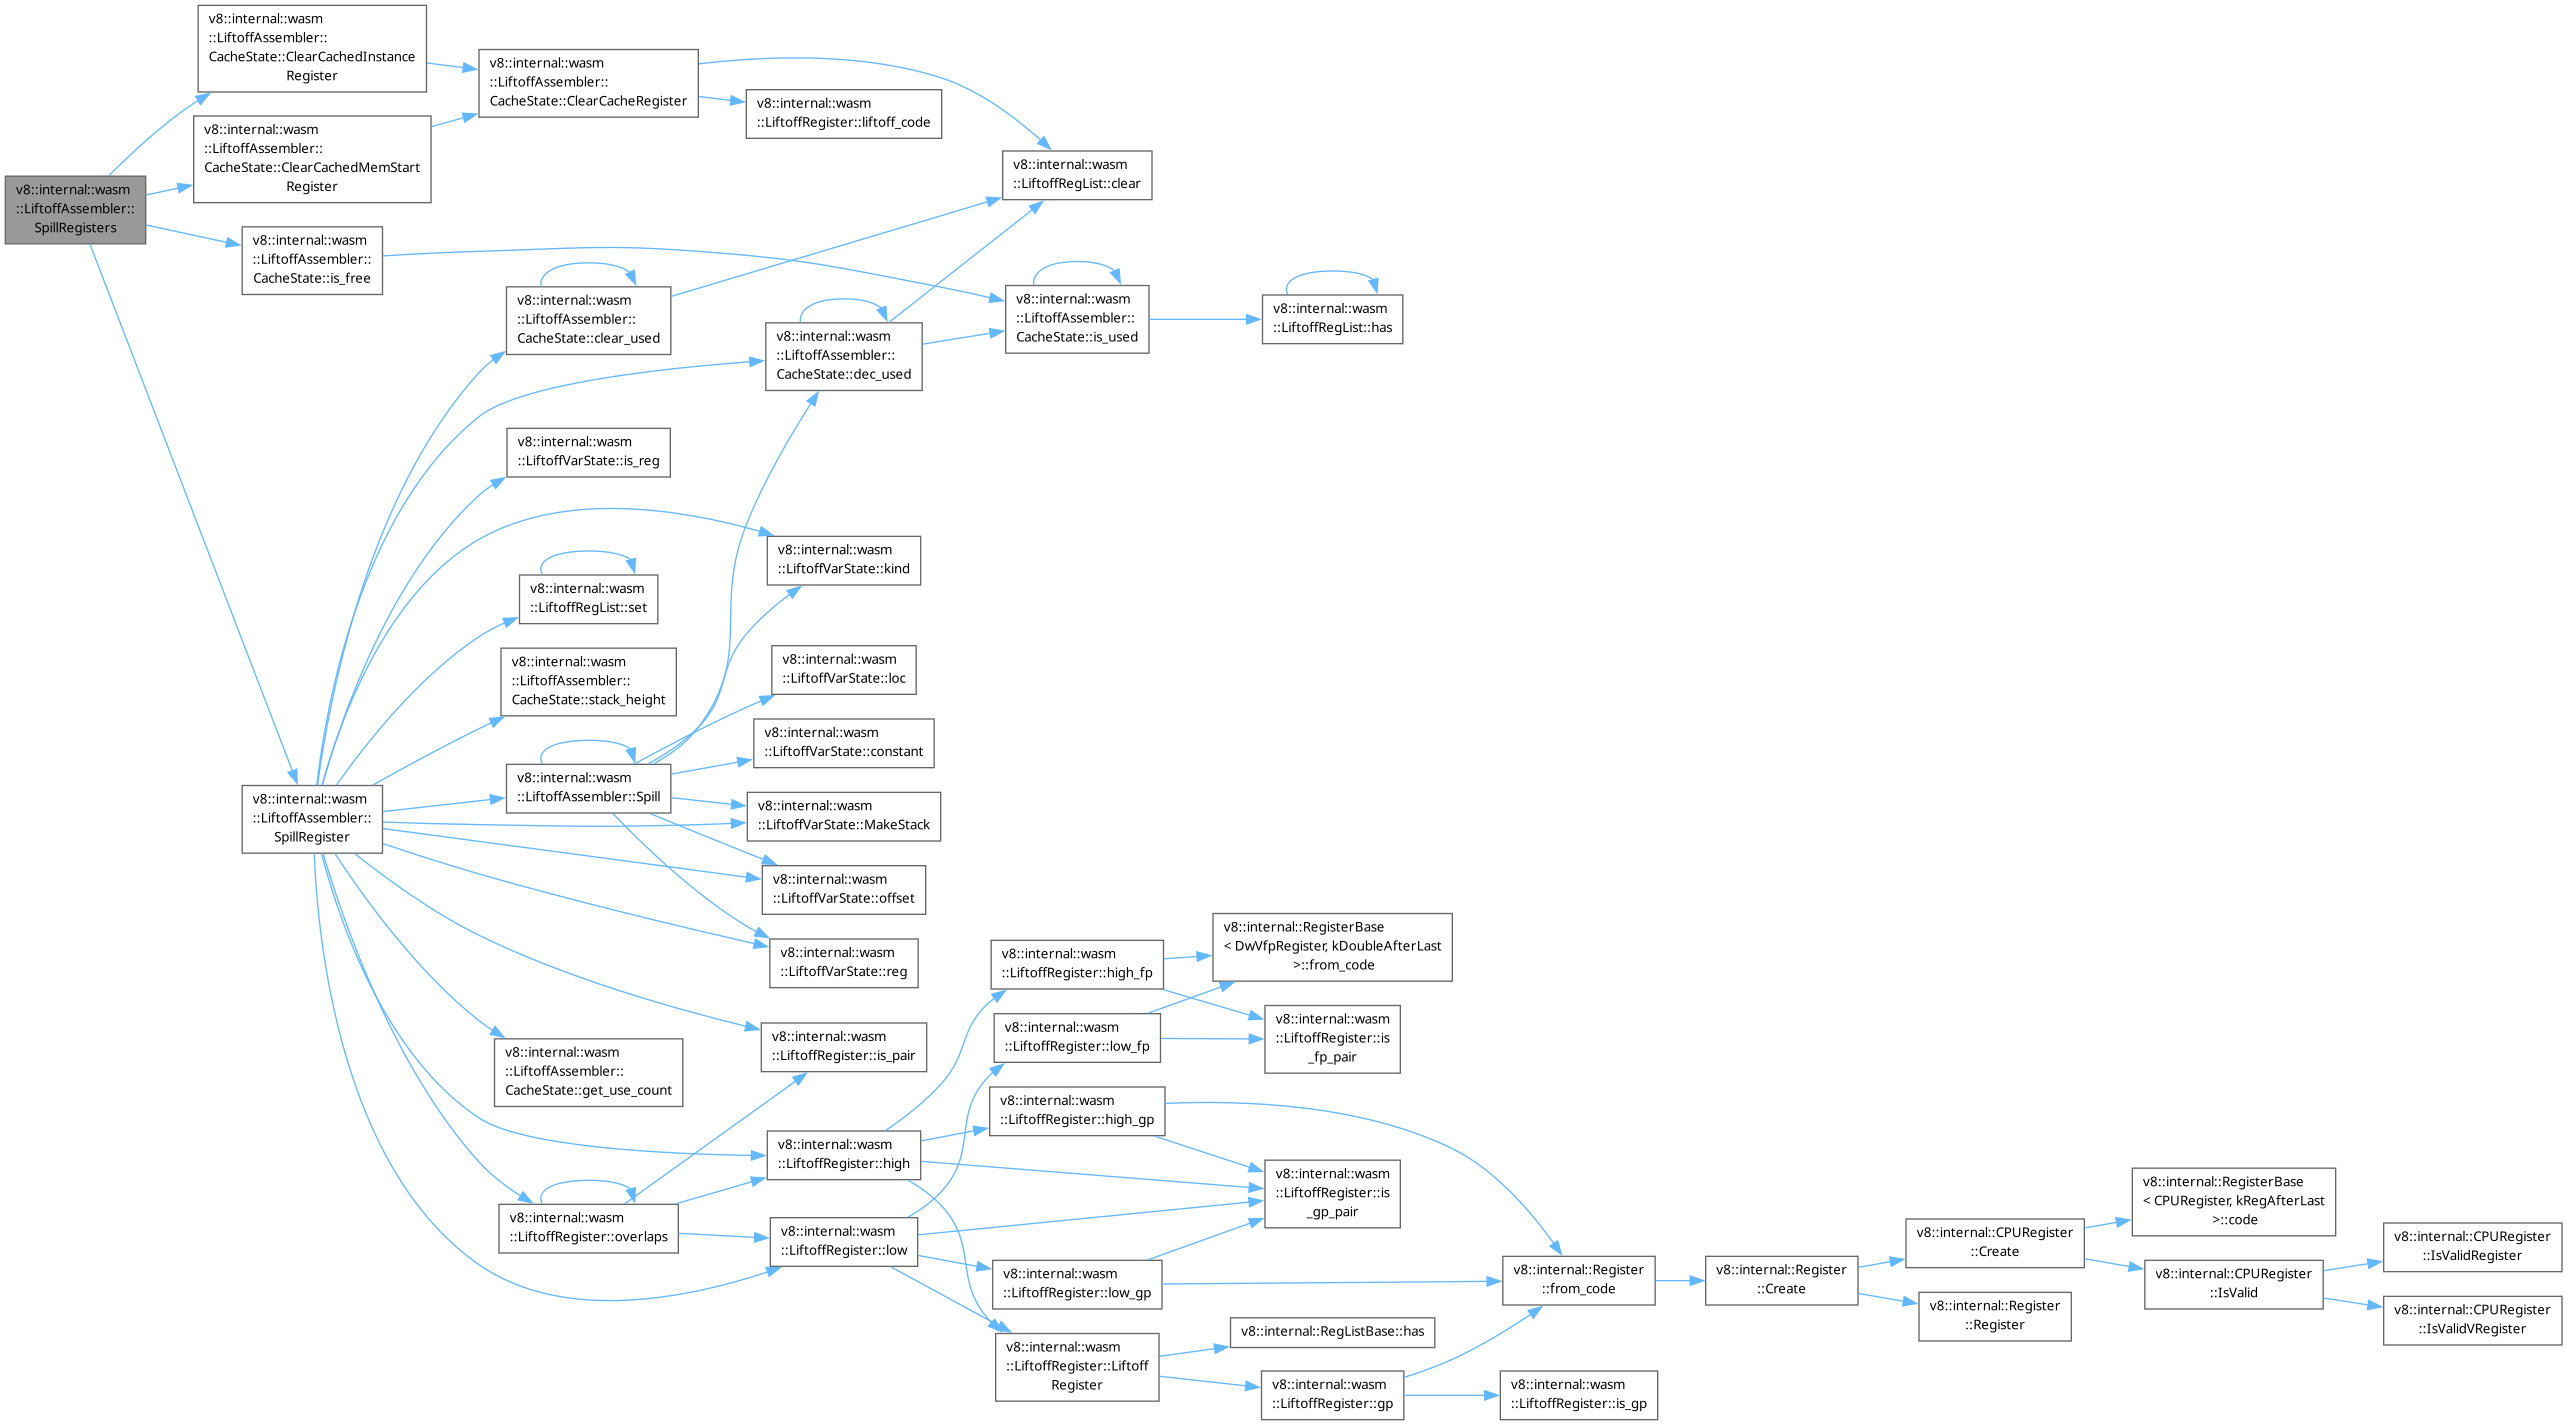 v8::internal::wasm
::LiftoffAssembler::
SpillRegisters
v8::internal::wasm
::LiftoffAssembler::
CacheState::ClearCachedInstance
Register
v8::internal::wasm
::LiftoffAssembler::
CacheState::ClearCachedMemStart
Register
v8::internal::wasm
::LiftoffAssembler::
CacheState::is_free
v8::internal::wasm
::LiftoffAssembler::
SpillRegister
v8::internal::wasm
::LiftoffAssembler::
CacheState::ClearCacheRegister
v8::internal::wasm
::LiftoffAssembler::
CacheState::clear_used
v8::internal::wasm
::LiftoffVarState::is_reg
v8::internal::wasm
::LiftoffRegList::set
v8::internal::wasm
::LiftoffAssembler::
CacheState::stack_height
v8::internal::wasm
::LiftoffAssembler::Spill
v8::internal::wasm
::LiftoffAssembler::
CacheState::get_use_count
v8::internal::wasm
::LiftoffRegister::overlaps
v8::internal::wasm
::LiftoffRegister::liftoff_code
v8::internal::wasm
::LiftoffAssembler::
CacheState::dec_used
v8::internal::wasm
::LiftoffVarState::kind
v8::internal::wasm
::LiftoffVarState::loc
v8::internal::wasm
::LiftoffVarState::constant
v8::internal::wasm
::LiftoffVarState::MakeStack
v8::internal::wasm
::LiftoffVarState::offset
v8::internal::wasm
::LiftoffVarState::reg
v8::internal::wasm
::LiftoffRegister::is_pair
v8::internal::wasm
::LiftoffRegister::high
v8::internal::wasm
::LiftoffRegister::low
v8::internal::wasm
::LiftoffRegList::clear
v8::internal::wasm
::LiftoffAssembler::
CacheState::is_used
v8::internal::wasm
::LiftoffRegister::high_fp
v8::internal::wasm
::LiftoffRegister::low_fp
v8::internal::wasm
::LiftoffRegister::high_gp
v8::internal::wasm
::LiftoffRegister::low_gp
v8::internal::wasm
::LiftoffRegister::Liftoff
Register
v8::internal::wasm
::LiftoffRegList::has
v8::internal::RegisterBase
< DwVfpRegister, kDoubleAfterLast
>::from_code
v8::internal::wasm
::LiftoffRegister::is
_fp_pair
v8::internal::wasm
::LiftoffRegister::is
_gp_pair
v8::internal::RegListBase::has
v8::internal::wasm
::LiftoffRegister::gp
v8::internal::Register
::from_code
v8::internal::wasm
::LiftoffRegister::is_gp
v8::internal::Register
::Create
v8::internal::CPURegister
::Create
v8::internal::Register
::Register
v8::internal::RegisterBase
< CPURegister, kRegAfterLast
>::code
v8::internal::CPURegister
::IsValid
v8::internal::CPURegister
::IsValidRegister
v8::internal::CPURegister
::IsValidVRegister